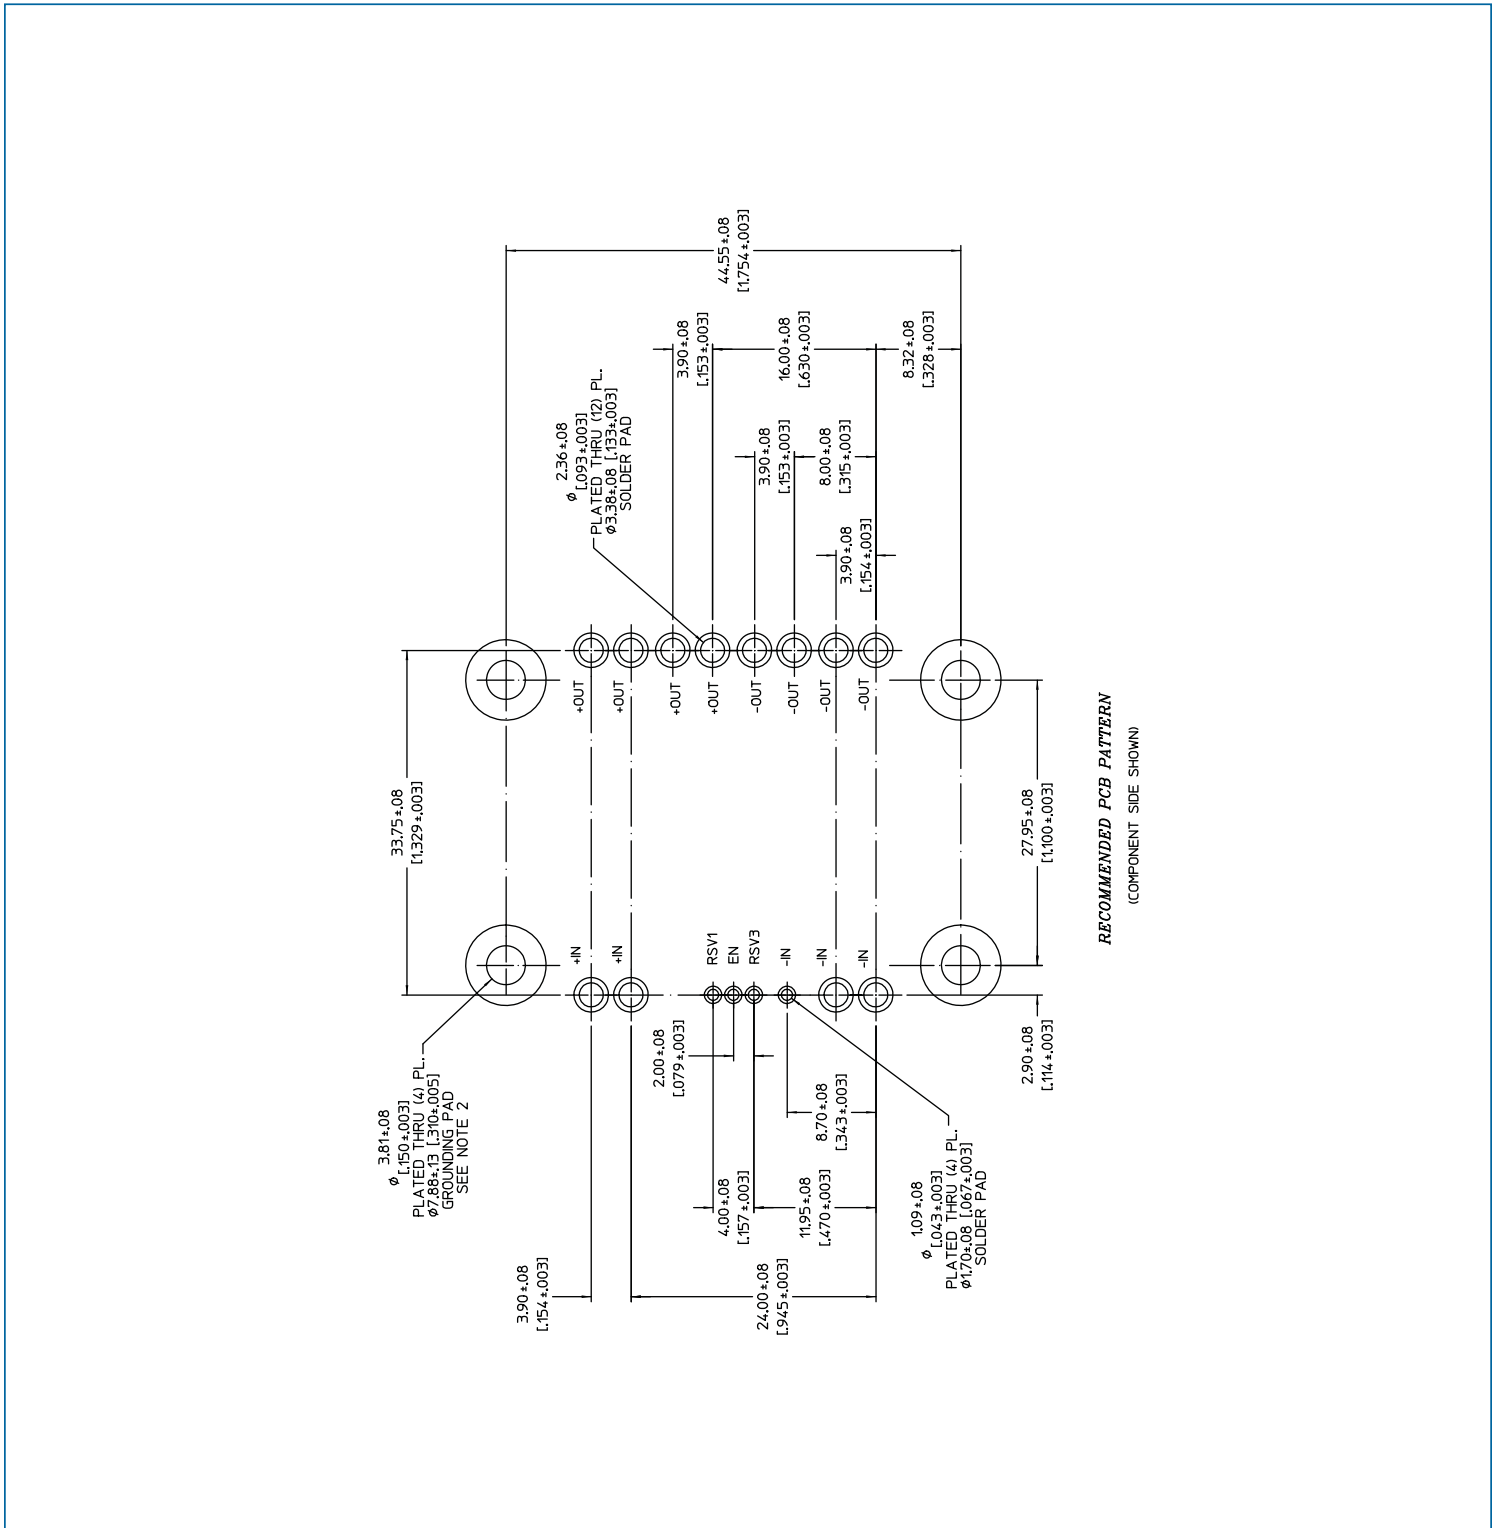 44.55±.08
[1.754±.003]
3.90±.08
[.153±.003]
16.00±.08
[.630±.003]
8.32±.08
[.328±.003]
ø 2.36±.08
[.093±.003]
PLATED THRU (12) PL.
ø3.38±.08 [.133±.003]
SOLDER PAD
3.90±.08
[.153±.003]
8.00±.08
[.315±.003]
3.90±.08
[.154±.003]
+OUT
+OUT
+OUT
+OUT
-OUT
-OUT
-OUT
-OUT
33.75±.08
[1.329±.003]
27.95±.08
[1.100±.003]
RECOMMENDED PCB PATTERN
(COMPONENT SIDE SHOWN)
+IN
+IN
RSV1
EN
RSV3
-IN
-IN
-IN
2.00±.08
[.079±.003]
2.90±.08
[.114±.003]
ø 3.81±.08
[.150±.003]
PLATED THRU (4) PL.
ø7.88±.13 [.310±.005]
GROUNDING PAD
SEE NOTE 2
8.70±.08
[.343±.003]
4.00±.08
[.157±.003]
11.95±.08
[.470±.003]
ø 1.09±.08
[.043±.003]
PLATED THRU (4) PL.
ø1.70±.08 [.067±.003]
SOLDER PAD
3.90±.08
[.154±.003]
24.00±.08
[.945±.003]